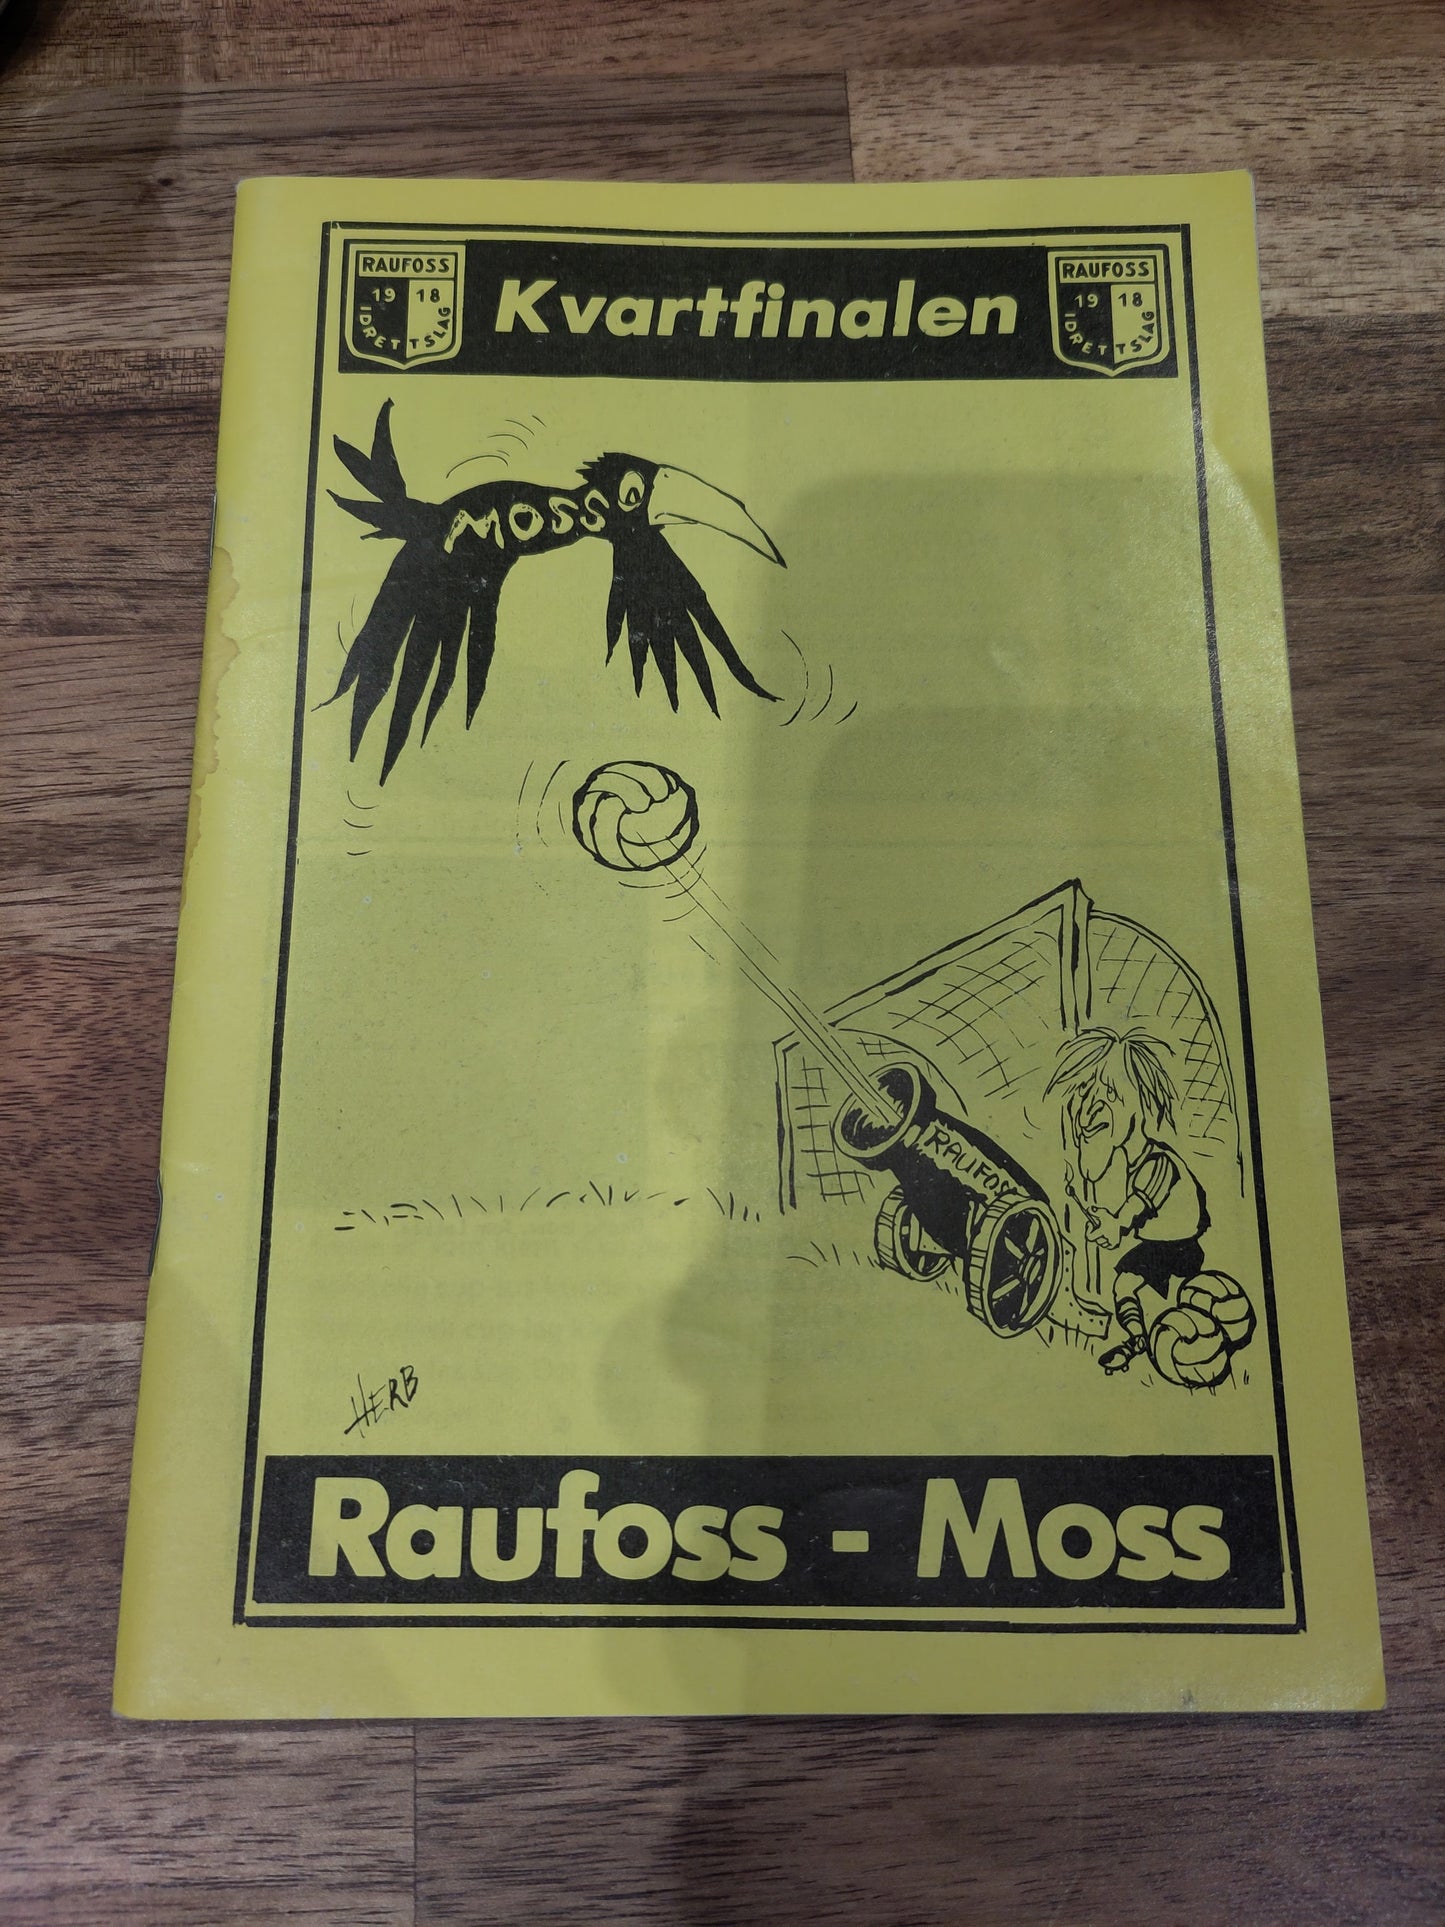 RAUFOSS
19 18
IDRETTSLAG
Kvartfinalen
RAUFOSS
19 18
IDRETTSLAG
MOSS
RAUFOSS
HERB
Raufoss - Moss